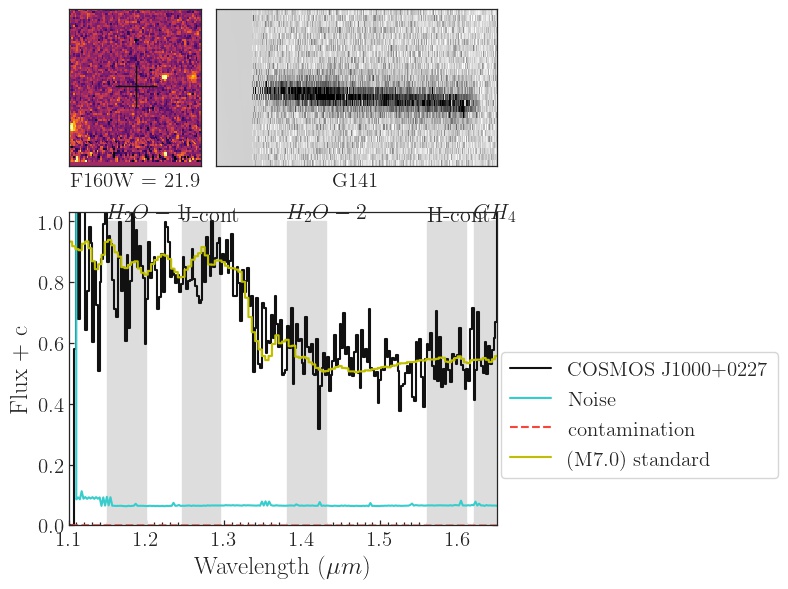 F160W = 21.9
G141
H2O − 1
J-cont
H2O − 2
H-cont
CH4
1.0
0.8
0.6
0.4
0.2
0.0
Flux + c
1.1
1.2
1.3
1.4
1.5
1.6
Wavelength (μm)
COSMOS J1000+0227
Noise
contamination
(M7.0) standard